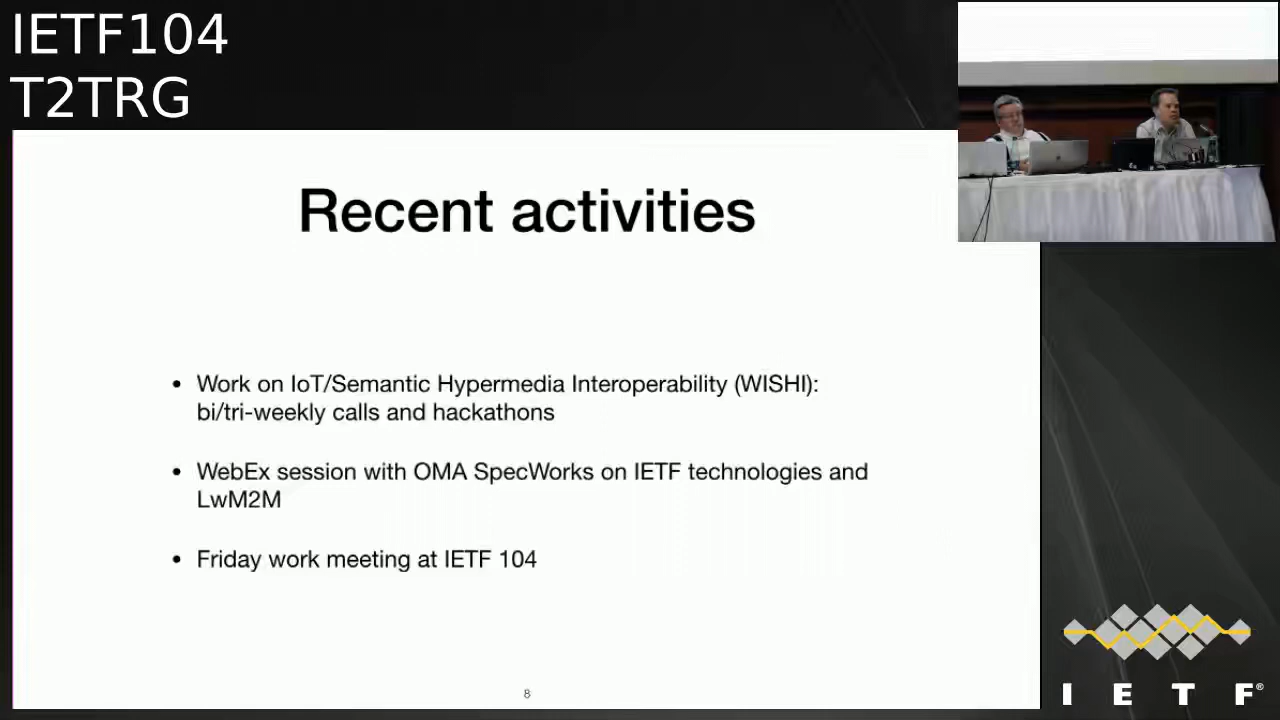 IETF104
T2TRG
Recent activities
• Work on IoT/Semantic Hypermedia Interoperability (WISHI):
bi/tri-weekly calls and hackathons
• WebEx session with OMA SpecWorks on IETF technologies and
LwM2M
• Friday work meeting at IETF 104
8
I E T F®